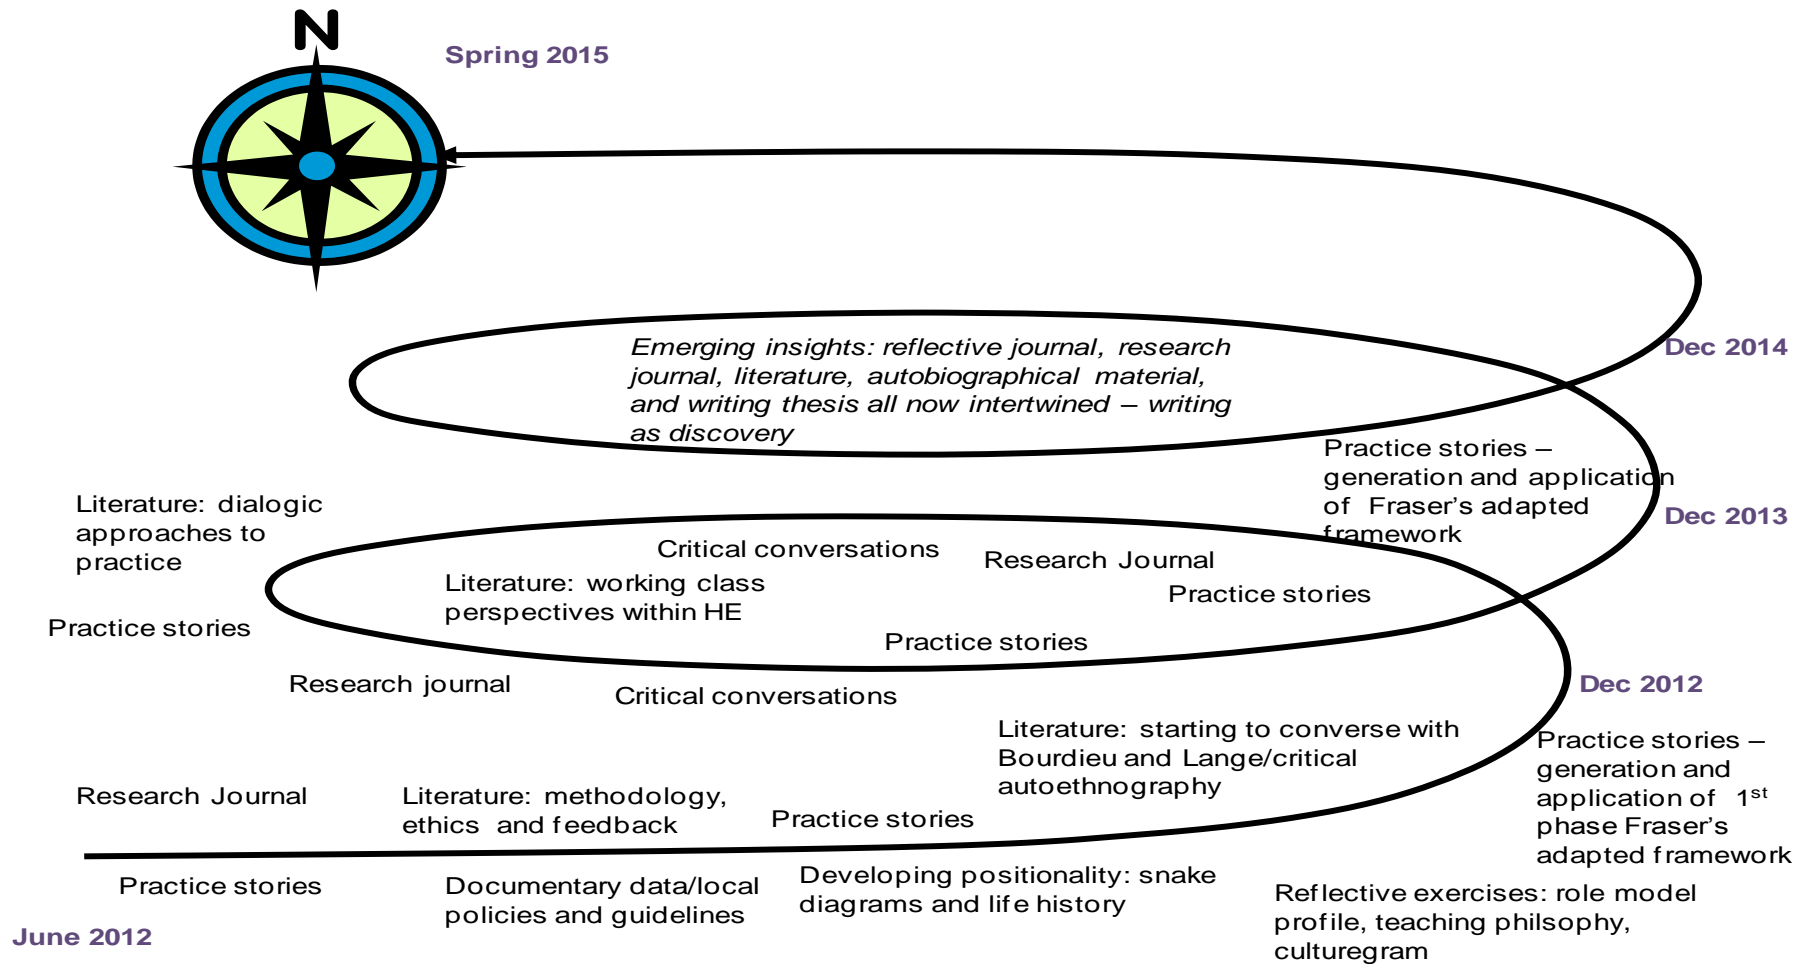 N
Spring 2015
Emerging insights: reflective journal, research
journal, literature, autobiographical material,
and writing thesis all now intertwined – writing
as discovery
Dec 2014
Practice stories –
generation and application
of Fraser’s adapted
framework
Dec 2013
Literature: dialogic
approaches to
practice
Critical conversations
Research Journal
Literature: working class
perspectives within HE
Practice stories
Practice stories
Practice stories
Research journal
Critical conversations
Dec 2012
Literature: starting to converse with
Bourdieu and Lange/critical
autoethnography
Practice stories –
generation and
application of 1st
phase Fraser’s
adapted framework
Research Journal
Literature: methodology,
ethics and feedback
Practice stories
Practice stories
Documentary data/local
policies and guidelines
Developing positionality: snake
diagrams and life history
Reflective exercises: role model
profile, teaching philsophy,
culturegram
June 2012